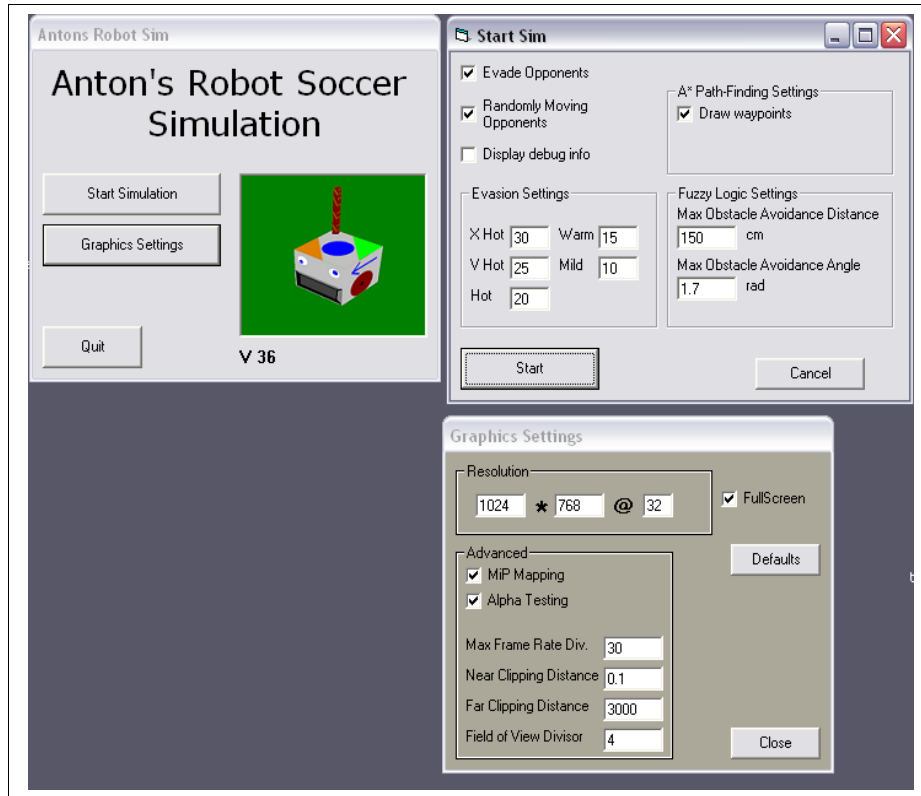 Antons Robot Sim
Anton's Robot Soccer
Simulation
Start Simulation
Graphics Settings
Quit
V 36
Start Sim
Evade Opponents
Randomly Moving
Opponents
Display debug info
A* Path-Finding Settings
Draw waypoints
Evasion Settings
X Hot 30 Warm 15
V Hot 25 Mild 10
Hot 20
Fuzzy Logic Settings
Max Obstacle Avoidance Distance
150 cm
Max Obstacle Avoidance Angle
1.7 rad
Start
Cancel
Graphics Settings
Resolution
1024 * 768 @ 32
FullScreen
Advanced
MiP Mapping
Alpha Testing
Defaults
Max Frame Rate Div. 30
Near Clipping Distance 0.1
Far Clipping Distance 3000
Field of View Divisor 4
Close